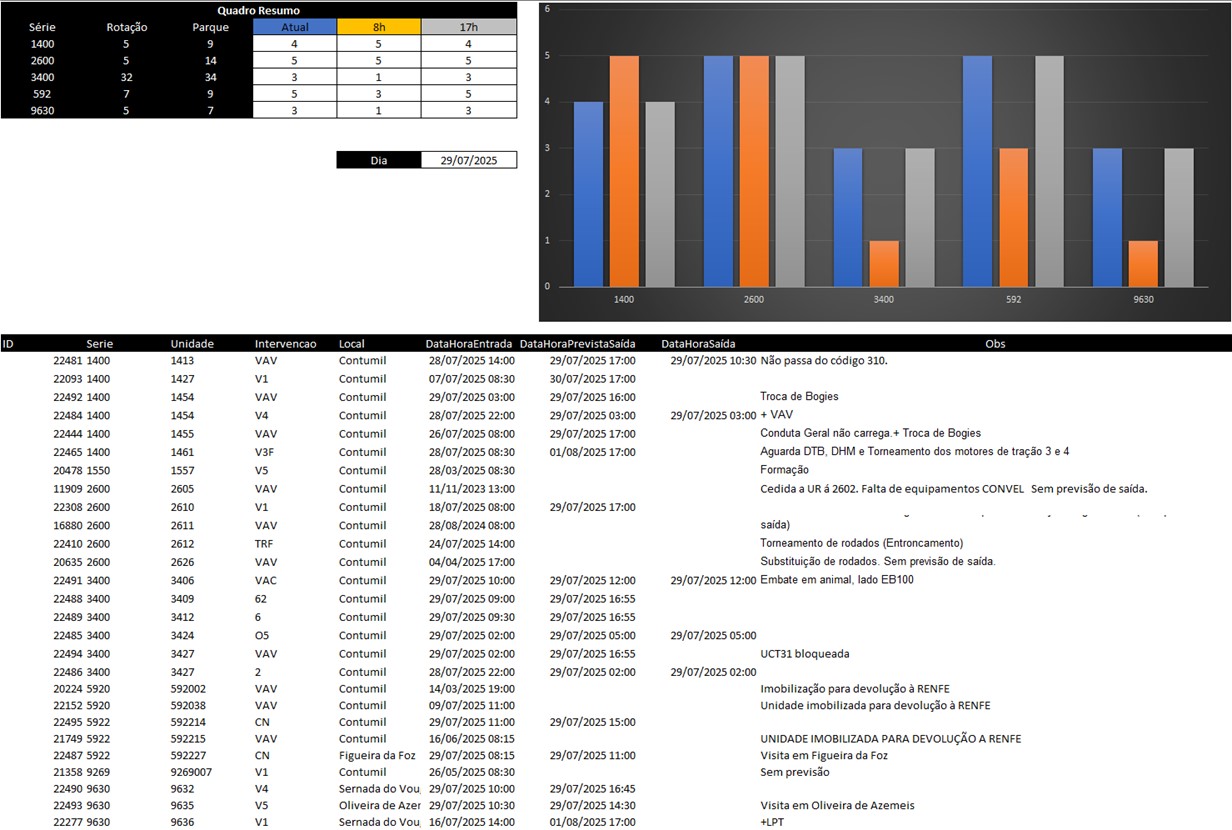 Quadro Resumo
Série Rotação Parque Atual 8h 17h
1400 5 9 4 5 4
2600 5 14 5 5 5
3400 32 34 3 1 3
592 7 9 5 3 5
9630 5 7 3 1 3
Dia 29/07/2025
6
5
4
3
2
1
0
1400 2600 3400 592 9630
ID Serie Unidade Intervencao Local DataHoraEntrada DataHoraPrevistaSaída DataHoraSaída Obs
22481 1400 1413 VAV Contumil 28/07/2025 14:00 29/07/2025 17:00 29/07/2025 10:30 Não passa do código 310.
22093 1400 1427 V1 Contumil 07/07/2025 08:30 30/07/2025 17:00
22492 1400 1454 VAV Contumil 29/07/2025 03:00 29/07/2025 16:00 Troca de Bogies
22484 1400 1454 V4 Contumil 28/07/2025 22:00 29/07/2025 03:00 29/07/2025 03:00 + VAV
22444 1400 1455 VAV Contumil 26/07/2025 08:00 29/07/2025 17:00 Conduta Geral não carrega.+ Troca de Bogies
22465 1400 1461 V3F Contumil 28/07/2025 08:30 01/08/2025 17:00 Aguarda DTB, DHM e Torneamento dos motores de tração 3 e 4
20478 1550 1557 V5 Contumil 28/03/2025 08:30 Formação
11909 2600 2605 VAV Contumil 11/11/2023 13:00 Cedida a UR á 2602. Falta de equipamentos CONVEL Sem previsão de saída.
22308 2600 2610 V1 Contumil 18/07/2025 08:00 29/07/2025 17:00
16880 2600 2611 VAV Contumil 28/08/2024 08:00 saída)
22410 2600 2612 TRF Contumil 24/07/2025 14:00 Torneamento de rodados (Entroncamento)
20635 2600 2626 VAV Contumil 04/04/2025 17:00 Substituição de rodados. Sem previsão de saída.
22491 3400 3406 VAC Contumil 29/07/2025 10:00 29/07/2025 12:00 29/07/2025 12:00 Embate em animal, lado EB100
22488 3400 3409 62 Contumil 29/07/2025 09:00 29/07/2025 16:55
22489 3400 3412 6 Contumil 29/07/2025 09:30 29/07/2025 16:55
22485 3400 3424 O5 Contumil 29/07/2025 02:00 29/07/2025 05:00 29/07/2025 05:00
22494 3400 3427 VAV Contumil 29/07/2025 02:00 29/07/2025 16:55 UCT31 bloqueada
22486 3400 3427 2 Contumil 28/07/2025 22:00 29/07/2025 02:00 29/07/2025 02:00
20224 5920 592002 VAV Contumil 14/03/2025 19:00 Imobilização para devolução à RENFE
22152 5920 592038 VAV Contumil 09/07/2025 11:00 Unidade imobilizada para devolução à RENFE
22495 5922 592214 CN Contumil 29/07/2025 11:00 29/07/2025 15:00
21749 5922 592215 VAV Contumil 16/06/2025 08:15 UNIDADE IMOBILIZADA PARA DEVOLUÇÃO A RENFE
22487 5922 592227 CN Figueira da Foz 29/07/2025 08:15 29/07/2025 11:00 Visita em Figueira da Foz
21358 9269 9269007 V1 Contumil 26/05/2025 08:30 Sem previsão
22490 9630 9632 V4 Sernada do Vou 29/07/2025 10:00 29/07/2025 16:45
22493 9630 9635 V5 Oliveira de Azer 29/07/2025 10:30 29/07/2025 14:30 Visita em Oliveira de Azemeis
22277 9630 9636 V1 Sernada do Vou 16/07/2025 14:00 01/08/2025 17:00 +LPT